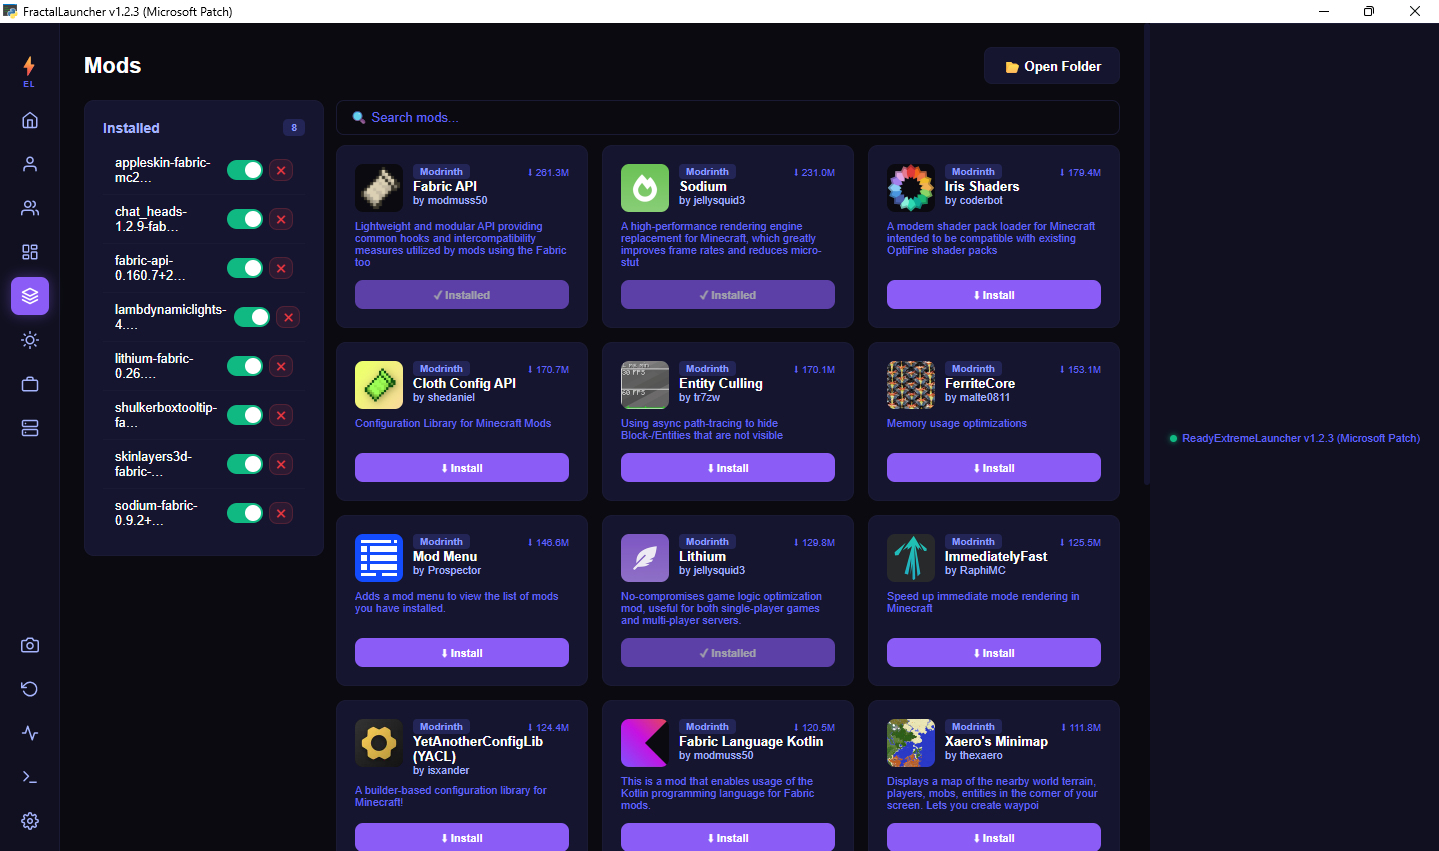 FractalLauncher v1.2.3 (Microsoft Patch)
EL
Mods
Open Folder
Installed
8
appleskin-fabric-
mc2...
chat_heads-
1.2.9-fab...
fabric-api-
0.160.7+2...
lambdynamiclights-
4....
lithium-fabric-
0.26....
shulkerboxtooltip-
fa...
skinlayers3d-
fabric-...
sodium-fabric-
0.9.2+...
Search mods...
Modrinth
261.3M
Fabric API
by modmuss50
Lightweight and modular API providing
common hooks and intercompatibility
measures utilized by mods using the Fabric
too
✓ Installed
Modrinth
231.0M
Sodium
by jellysquid3
A high-performance rendering engine
replacement for Minecraft, which greatly
improves frame rates and reduces micro-
stut
✓ Installed
Modrinth
179.4M
Iris Shaders
by coderbot
A modern shader pack loader for Minecraft
intended to be compatible with existing
OptiFine shader packs
Install
Modrinth
170.7M
Cloth Config API
by shedaniel
Configuration Library for Minecraft Mods
Install
30 FPS
60 FPS
Modrinth
170.1M
Entity Culling
by tr7zw
Using async path-tracing to hide
Block-/Entities that are not visible
Install
Modrinth
153.1M
FerriteCore
by malte0811
Memory usage optimizations
Install
Modrinth
146.6M
Mod Menu
by Prospector
Adds a mod menu to view the list of mods
you have installed.
Install
Modrinth
129.8M
Lithium
by jellysquid3
No-compromises game logic optimization
mod, useful for both single-player games
and multi-player servers.
✓ Installed
Modrinth
125.5M
ImmediatelyFast
by RaphiMC
Speed up immediate mode rendering in
Minecraft
Install
Modrinth
124.4M
YetAnotherConfigLib
(YACL)
by isxander
A builder-based configuration library for
Minecraft!
Install
Modrinth
120.5M
Fabric Language Kotlin
by modmuss50
This is a mod that enables usage of the
Kotlin programming language for Fabric
mods.
Install
Modrinth
111.8M
Xaero's Minimap
by thexaero
Displays a map of the nearby world terrain,
players, mobs, entities in the corner of your
screen. Lets you create waypoi
Install
ReadyExtremeLauncher v1.2.3 (Microsoft Patch)